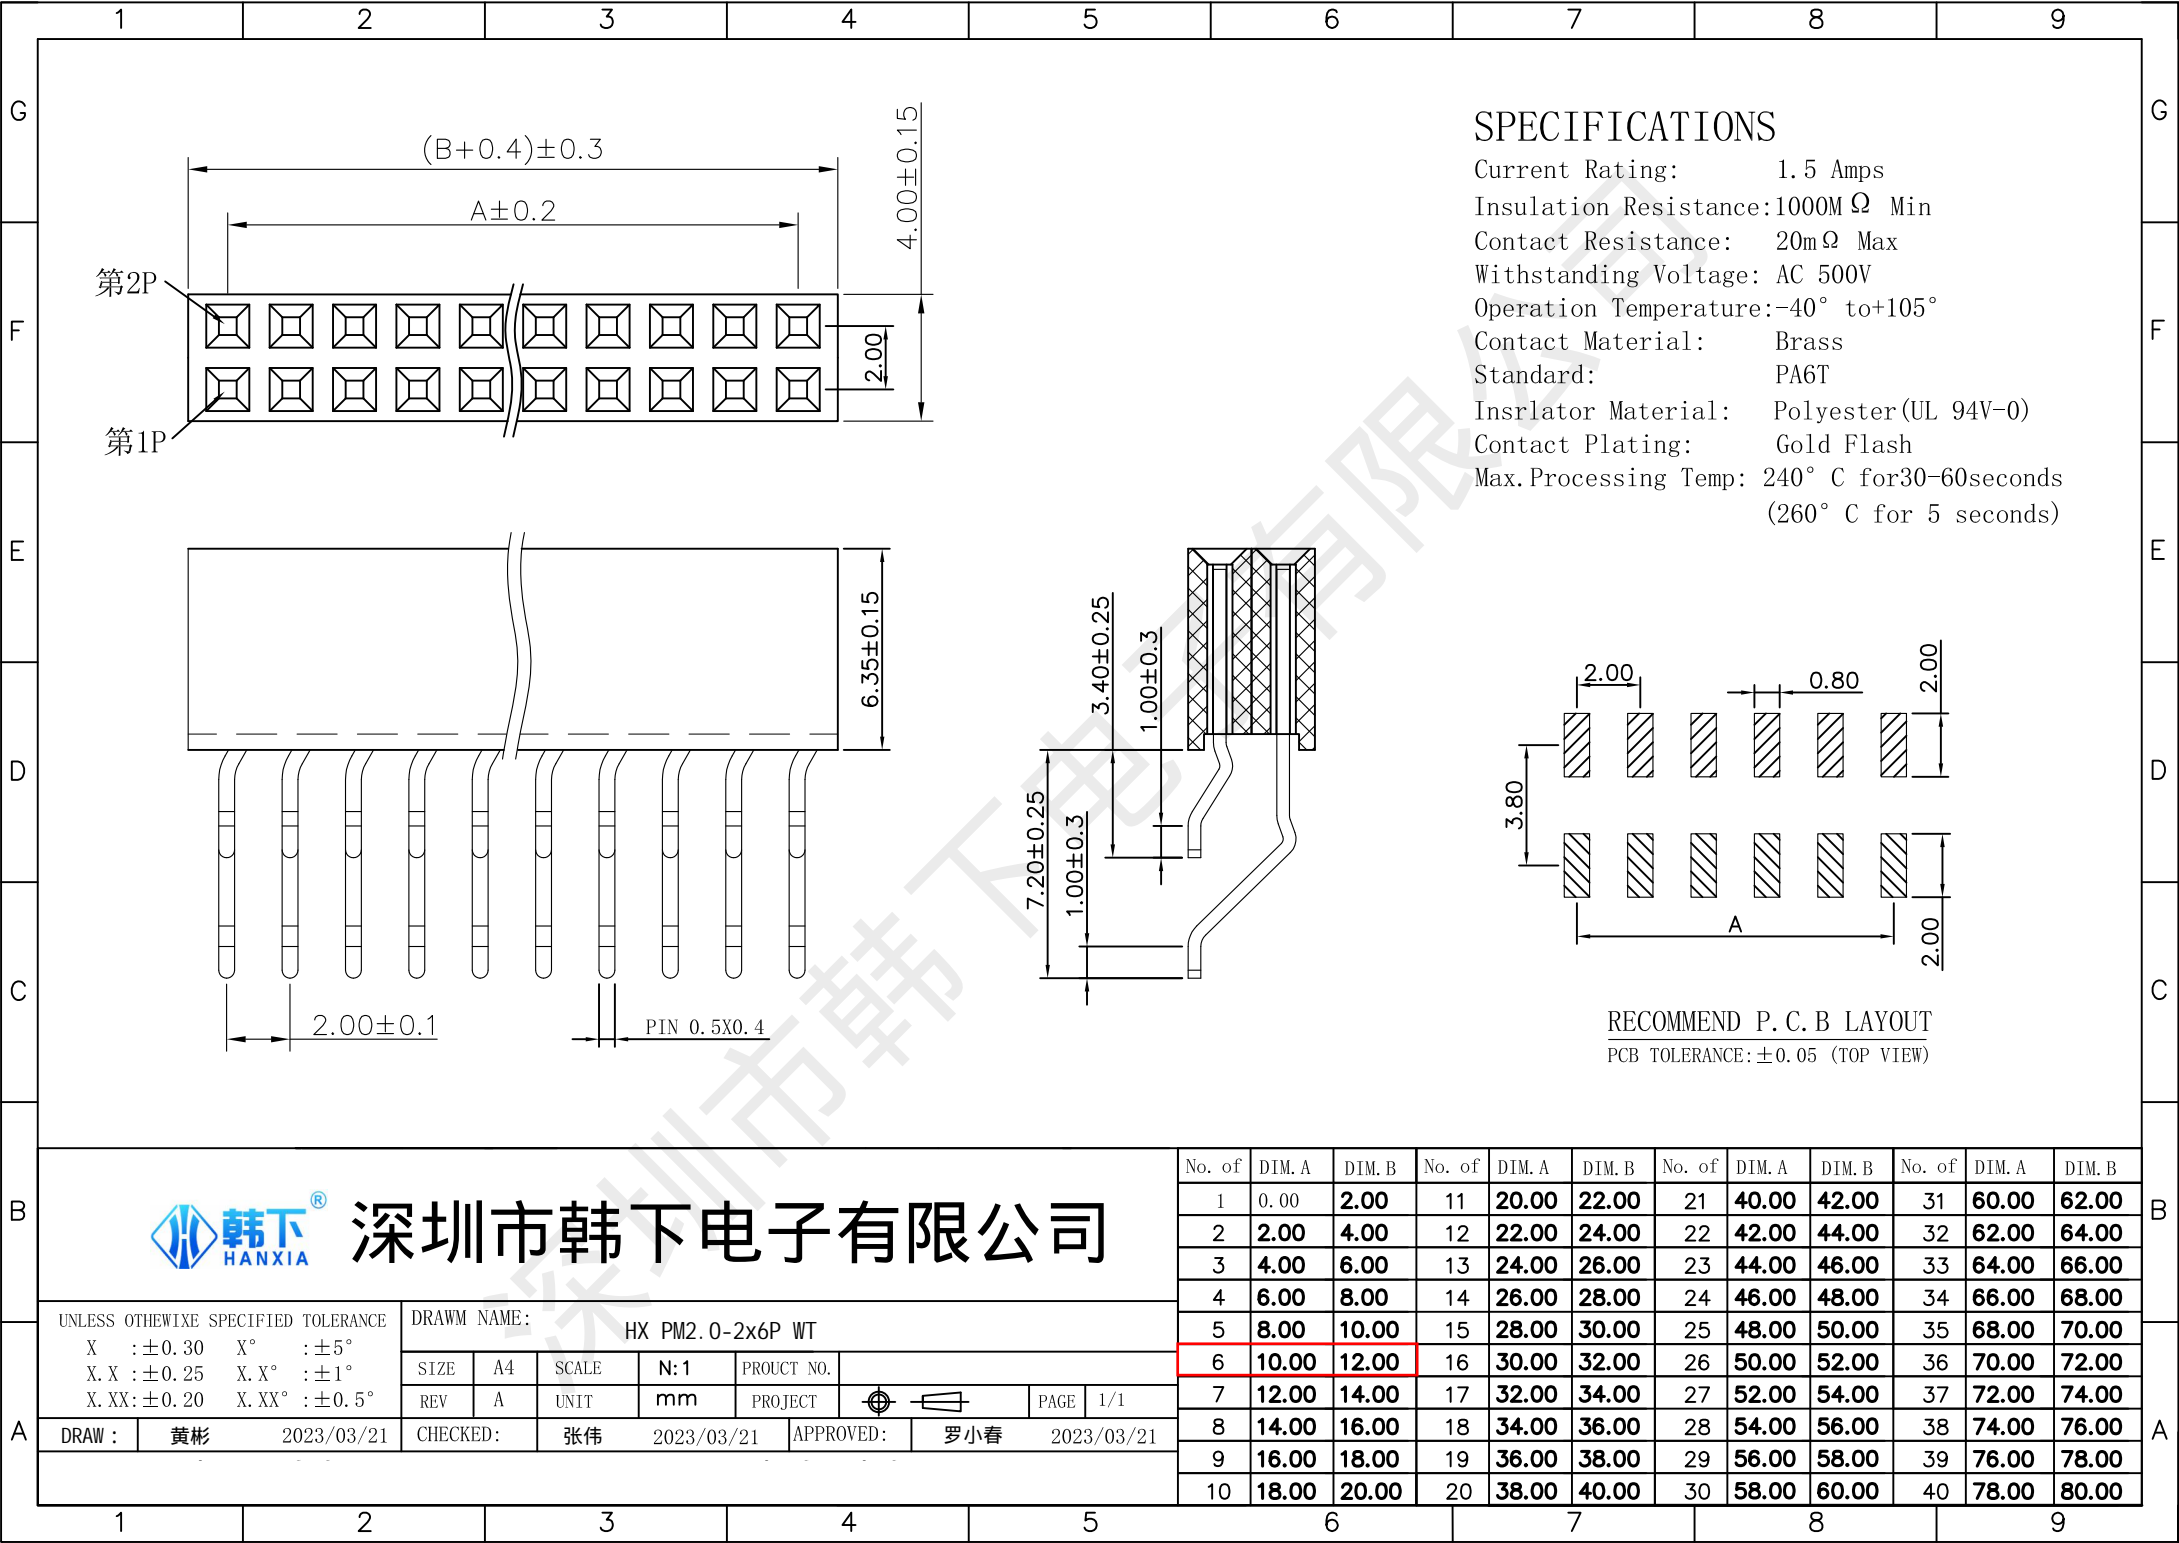 1 2 3 4 5 6 7 8 9
G G
F F
E E
D D
C C
B B
A A
(B+0.4)±0.3
A±0.2
4.00±0.15
第2P
第1P
2.00
SPECIFICATIONS
Current Rating: 1.5 Amps
Insulation Resistance:1000MΩ Min
Contact Resistance: 20mΩ Max
Withstanding Voltage: AC 500V
Operation Temperature:-40° to+105°
Contact Material: Brass
Standard: PA6T
Insrlator Material: Polyester(UL 94V-0)
Contact Plating: Gold Flash
Max.Processing Temp: 240° C for30-60seconds
(260° C for 5 seconds)
6.35±0.15
2.00±0.1
PIN 0.5X0.4
3.40±0.25
1.00±0.3
7.20±0.25
1.00±0.3
2.00
0.80
2.00
3.80
A
2.00
RECOMMEND P.C.B LAYOUT
PCB TOLERANCE:±0.05 (TOP VIEW)
深圳市韩下电子有限公司
韩下®
HANXIA
深圳市韩下电子有限公司
UNLESS OTHEWIXE SPECIFIED TOLERANCE
X :±0.30 X° :±5°
X.X :±0.25 X.X° :±1°
X.XX:±0.20 X.XX° :±0.5°
DRAWM NAME:
HX PM2.0-2x6P WT
SIZE A4 SCALE N:1 PROUCT NO.
REV A UNIT mm PROJECT PAGE 1/1
DRAW : 黄彬 2023/03/21 CHECKED: 张伟 2023/03/21 APPROVED: 罗小春 2023/03/21
No. of DIM.A DIM.B No. of DIM.A DIM.B No. of DIM.A DIM.B No. of DIM.A DIM.B
1 0.00 2.00 11 20.00 22.00 21 40.00 42.00 31 60.00 62.00
2 2.00 4.00 12 22.00 24.00 22 42.00 44.00 32 62.00 64.00
3 4.00 6.00 13 24.00 26.00 23 44.00 46.00 33 64.00 66.00
4 6.00 8.00 14 26.00 28.00 24 46.00 48.00 34 66.00 68.00
5 8.00 10.00 15 28.00 30.00 25 48.00 50.00 35 68.00 70.00
6 10.00 12.00 16 30.00 32.00 26 50.00 52.00 36 70.00 72.00
7 12.00 14.00 17 32.00 34.00 27 52.00 54.00 37 72.00 74.00
8 14.00 16.00 18 34.00 36.00 28 54.00 56.00 38 74.00 76.00
9 16.00 18.00 19 36.00 38.00 29 56.00 58.00 39 76.00 78.00
10 18.00 20.00 20 38.00 40.00 30 58.00 60.00 40 78.00 80.00
1 2 3 4 5 6 7 8 9